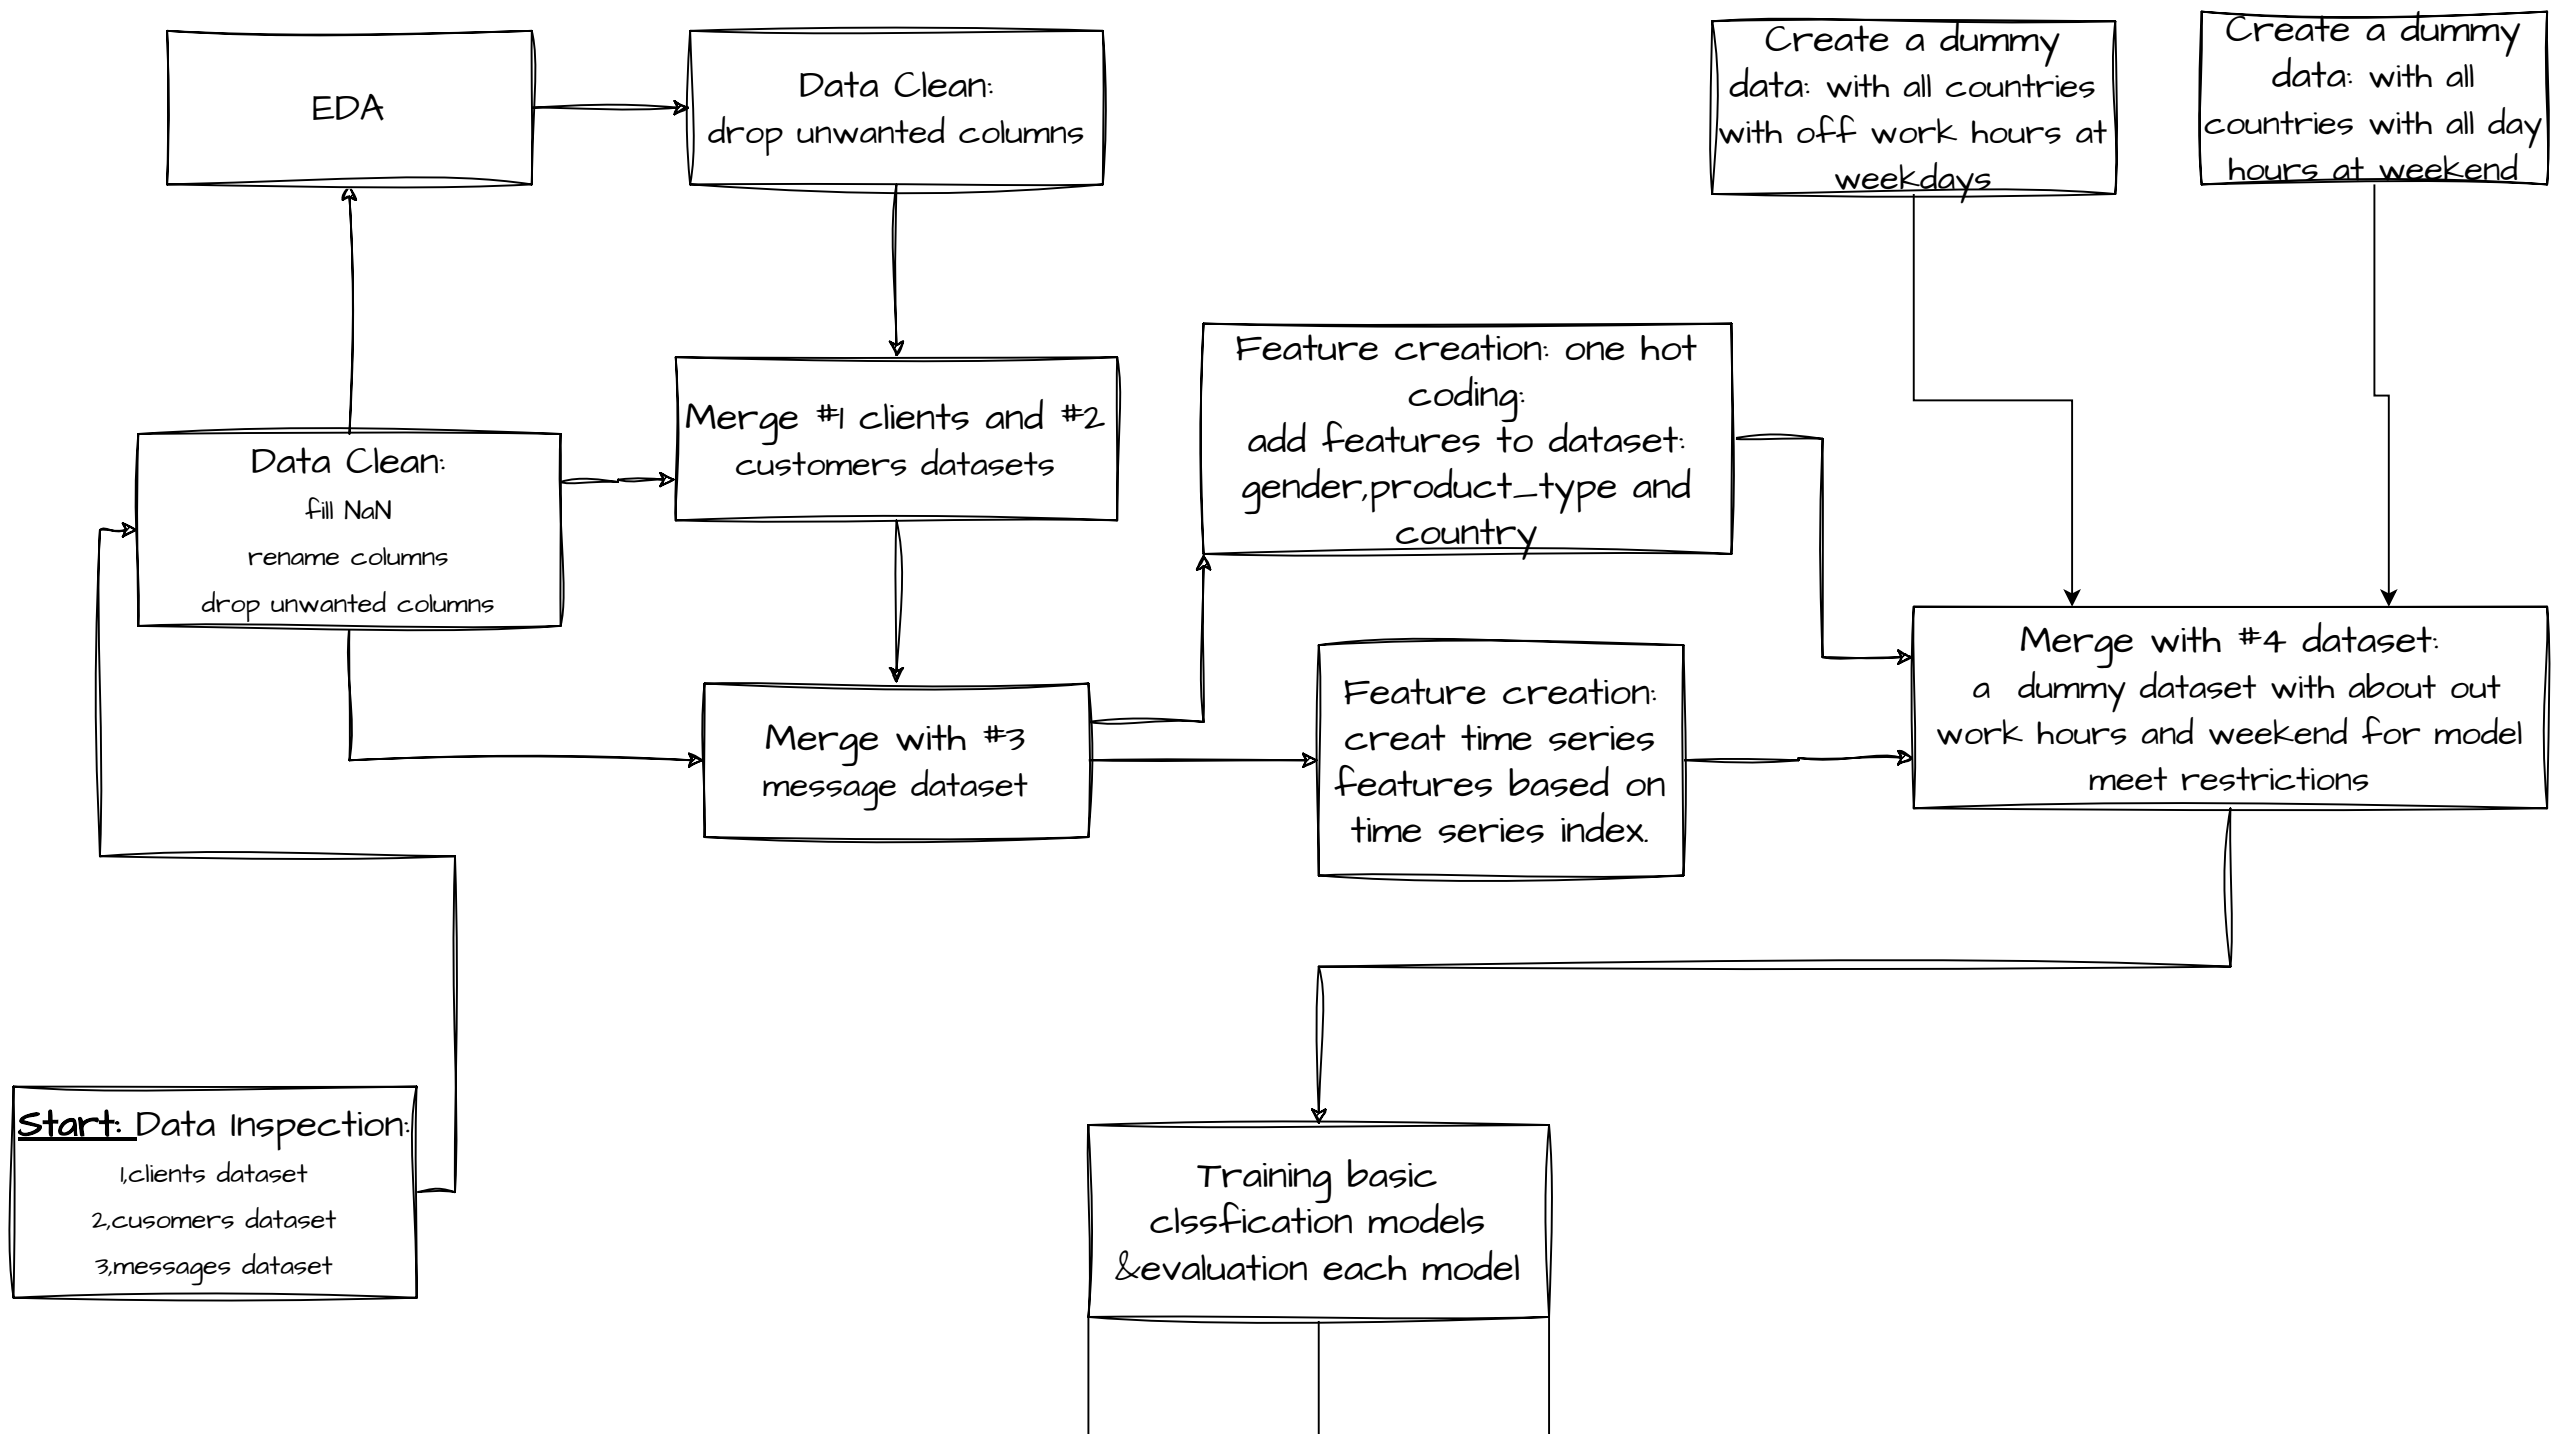 EDA
Data Clean:
drop unwanted columns
Create a dummy
data: with all countries
with off work hours at
weekdays
Create a dummy
data: with all
countries with all day
hours at weekend
Data Clean:
fill NaN
rename columns
drop unwanted columns
Merge #1 clients and #2
customers datasets
Feature creation: one hot
coding:
add features to dataset:
gender,product_type and
country
Merge with #3
message dataset
Feature creation:
creat time series
features based on
time series index.
Merge with #4 dataset:
a  dummy dataset with about out
work hours and weekend for model
meet restrictions
Start: Data Inspection:
1,clients dataset
2,cusomers dataset
3,messages dataset
Training basic
clssfication models
&evaluation each model